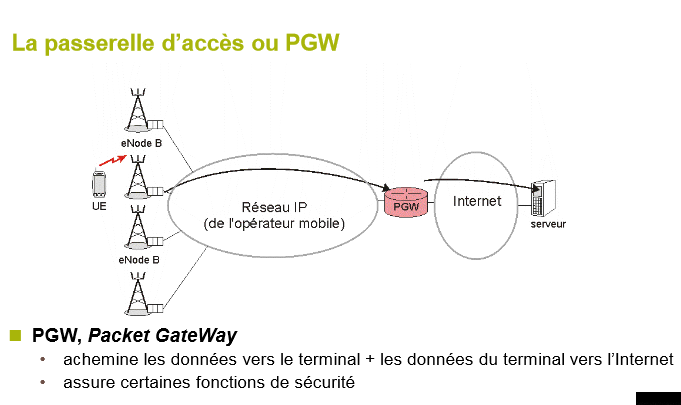 La passerelle d'accès ou PGW
eNode B
UE
Réseau IP
(de l'opérateur mobile)
PGW
Internet
serveur
eNode B
PGW, Packet GateWay
• achemine les données vers le terminal + les données du terminal vers l'Internet
• assure certaines fonctions de sécurité